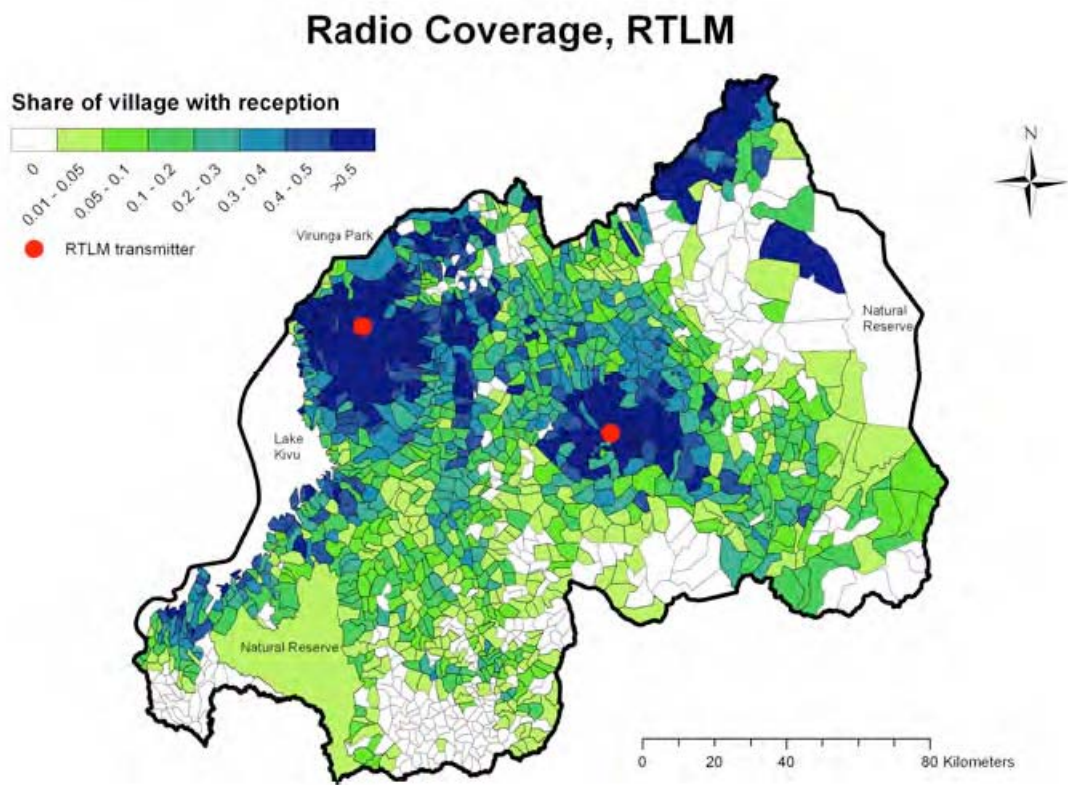 Radio Coverage, RTLM
Share of village with reception
0
0.01 - 0.05
0.05 - 0.1
0.1 - 0.2
0.2 - 0.3
0.3 - 0.4
0.4 - 0.5
>0.5
RTLM transmitter
N
Virunga Park
Natural
Reserve
Lake
Kivu
Natural Reserve
0 20 40 80 Kilometers